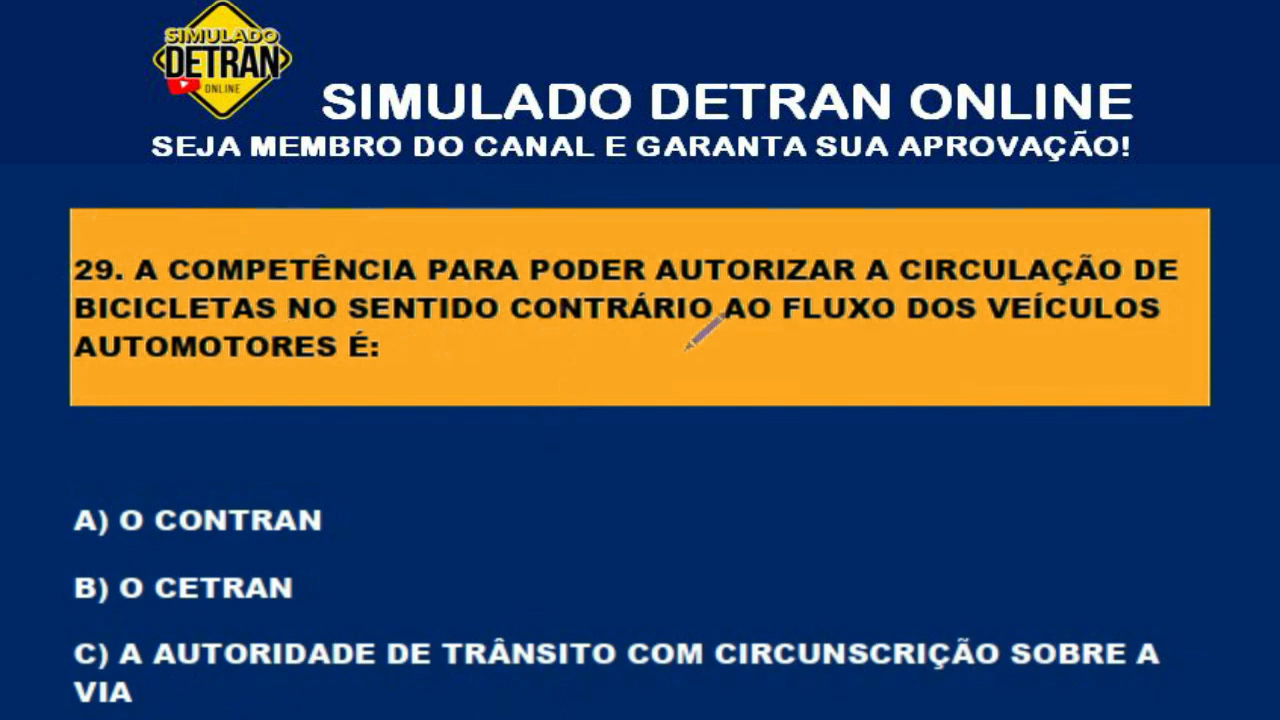 SIMULADO
DETRAN
ONLINE
SIMULADO DETRAN ONLINE
SEJA MEMBRO DO CANAL E GARANTA SUA APROVAÇÃO!
29. A COMPETÊNCIA PARA PODER AUTORIZAR A CIRCULAÇÃO DE
BICICLETAS NO SENTIDO CONTRÁRIO AO FLUXO DOS VEÍCULOS
AUTOMOTORES É:
A) O CONTRAN
B) O CETRAN
C) A AUTORIDADE DE TRÂNSITO COM CIRCUNSCRIÇÃO SOBRE A
VIA